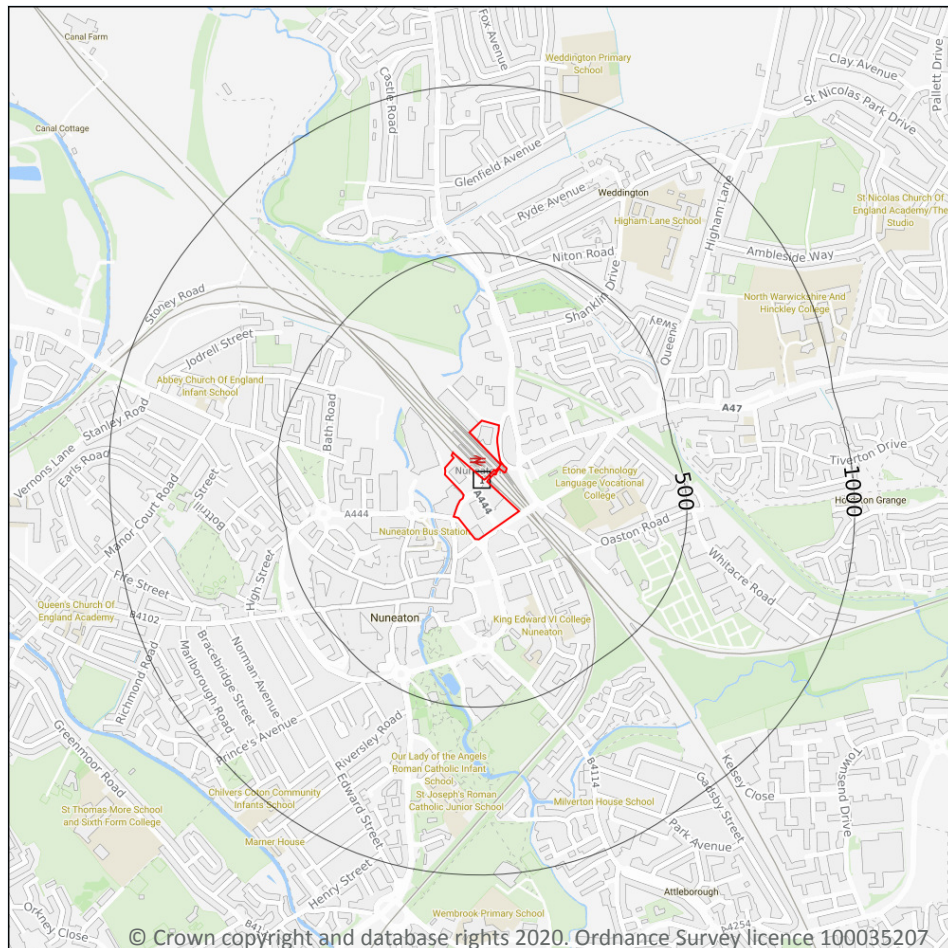 Canal Farm
Fox Avenue
Weddington Primary
School
Clay Avenue
Pallett Drive
St Nicolas Park Drive
Castle Road
Canal Cottage
Glenfield Avenue
Ryde Avenue
Weddington
Higham Lane School
Higham Lane
St Nicolas Church Of
England Academy/The
Studio
Niton Road
Ambleside Way
Stoney Road
Shanklin Drive
North Warwickshire And
Hinckley College
Queensway
Jodrell Street
Abbey Church Of England
Infant School
Stanley Road
Vernons Lane
Earls Road
Bath Road
A47
Tiverton Drive
Manor Court Road
Bottrill Street
Etone Technology
Language Vocational
College
500
1000
A444
A444
1
Oaston Road
Nuneaton Bus Station
Whitacre Road
Fife Street
High Street
Queen's Church Of
England Academy
B4102
Nuneaton
King Edward VI College
Nuneaton
Norman Avenue
Bracebridge Street
Marlborough Road
Richmond Road
Prince's Avenue
Riversley Road
Greenmoor Road
Our Lady of the Angels
Roman Catholic Infant
School
St Joseph's Roman
Catholic Junior School
Edward Street
Chilvers Coton Community
Infants School
St Thomas More School
and Sixth Form College
Marner House
B4114
Milverton House School
Gadsby Street
Kelsey Close
Townsend Drive
Park Avenue
Henry Street
Attleborough
Wembrook Primary School
Orkney Close
A4254
© Crown copyright and database rights 2020. Ordnance Survey licence 100035207